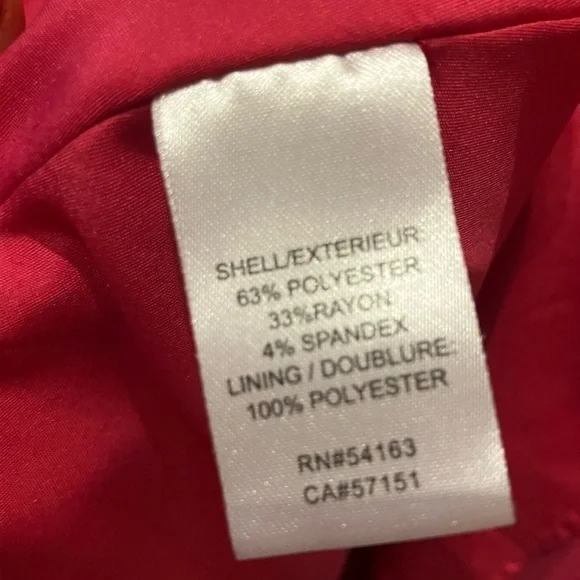 SHELL/EXTERIEUR:
63% POLYESTER
33%RAYON
4% SPANDEX
LINING / DOUBLURE:
100% POLYESTER
RN#54163
CA#57151